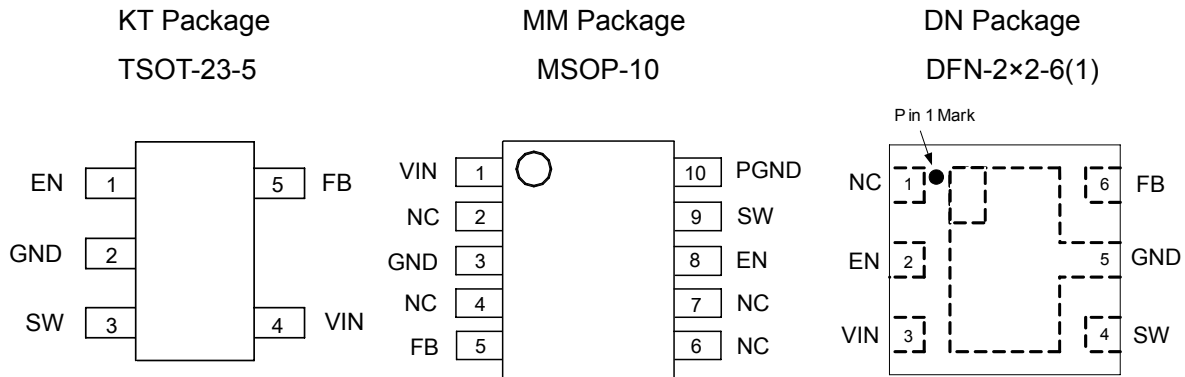 KT Package
TSOT-23-5
EN 1 5 FB
GND 2
SW 3 4 VIN
MM Package
MSOP-10
VIN 1 10 PGND
NC 2 9 SW
GND 3 8 EN
NC 4 7 NC
FB 5 6 NC
DN Package
DFN-2×2-6(1)
Pin 1 Mark
NC 1 6 FB
EN 2 5 GND
VIN 3 4 SW